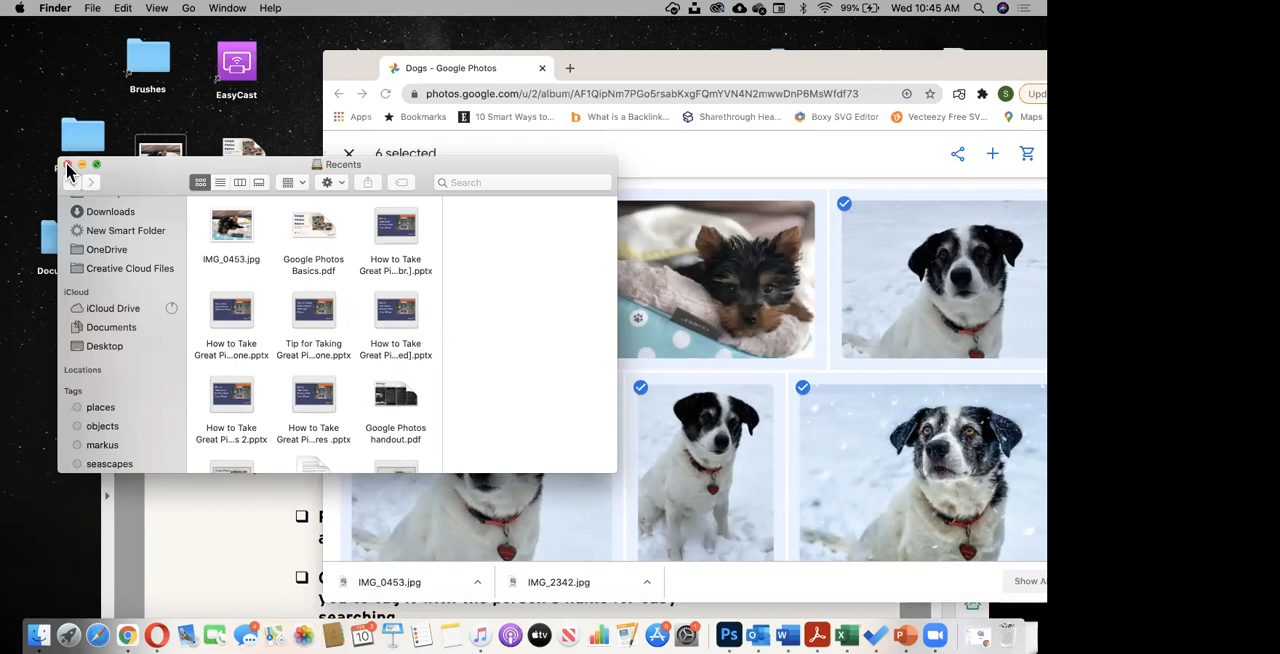 Finder File Edit View Go Window Help 99% Wed 10:45 AM
Brushes
EasyCast
Dogs - Google Photos
photos.google.com/u/2/album/AF1QipNm7PGo5rsabKxgFQmYVN4N2mwwDnP6MsWfdf73
Apps Bookmarks 10 Smart Ways to... What is a Backlink... Sharethrough Hea... Boxy SVG Editor Vecteezy Free SV... Maps
6 selected
Recents
Search
Downloads
New Smart Folder
OneDrive
Creative Cloud Files
iCloud
iCloud Drive
Documents
Desktop
Locations
Tags
places
objects
markus
seascapes
IMG_0453.jpg
Google Photos
Basics.pdf
How to Take
Great Pi...br.].pptx
How to Take
Great Pi...one.pptx
Tip for Taking
Great Pi...one.pptx
How to Take
Great Pi...ed].pptx
How to Take
Great Pi...s 2.pptx
How to Take
Great Pi...res .pptx
Google Photos
handout.pdf
IMG_0453.jpg
IMG_2342.jpg
searching